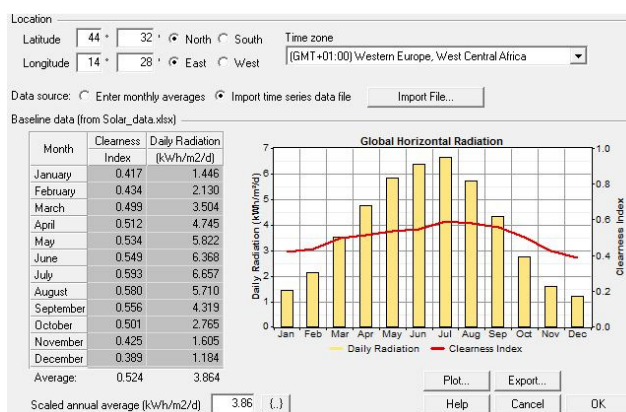 Location
Latitude 44 ° 32 ' North South Time zone
(GMT+01:00) Western Europe, West Central Africa
Longitude 14 ° 28 ' East West
Data source: Enter monthly averages Import time series data file Import File...
Baseline data (from Solar_data.xlsx)
Month Clearness Index Daily Radiation (kWh/m2/d)
January 0.417 1.446
February 0.434 2.130
March 0.499 3.504
April 0.512 4.745
May 0.534 5.822
June 0.549 6.368
July 0.593 6.657
August 0.580 5.710
September 0.556 4.319
October 0.501 2.765
November 0.425 1.605
December 0.389 1.184
Average: 0.524 3.864
Scaled annual average (kWh/m2/d) 3.86 {..}
Global Horizontal Radiation
Daily Radiation (kWh/m²/d)
7
6
5
4
3
2
1
0
Clearness Index
1.0
0.8
0.6
0.4
0.2
0.0
Jan Feb Mar Apr May Jun Jul Aug Sep Oct Nov Dec
Daily Radiation Clearness Index
Plot... Export...
Help Cancel OK